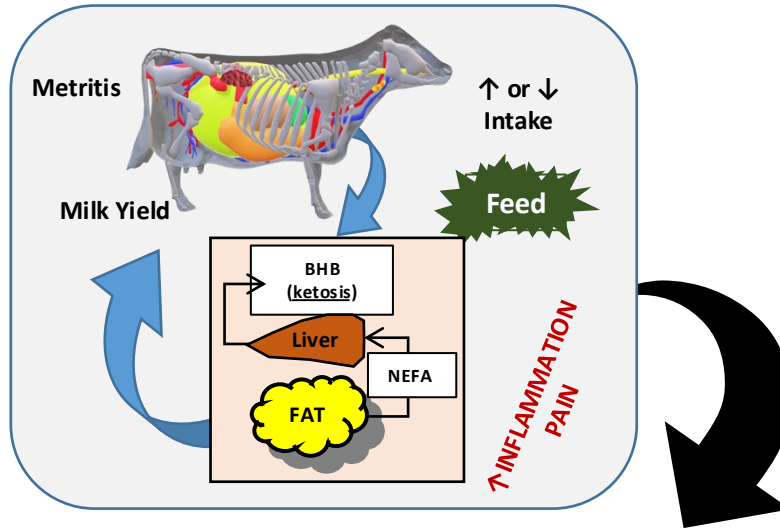 Metritis
↑ or ↓
Intake
Milk Yield
Feed
BHB
(ketosis)
Liver
NEFA
FAT
↑INFLAMMATION
PAIN